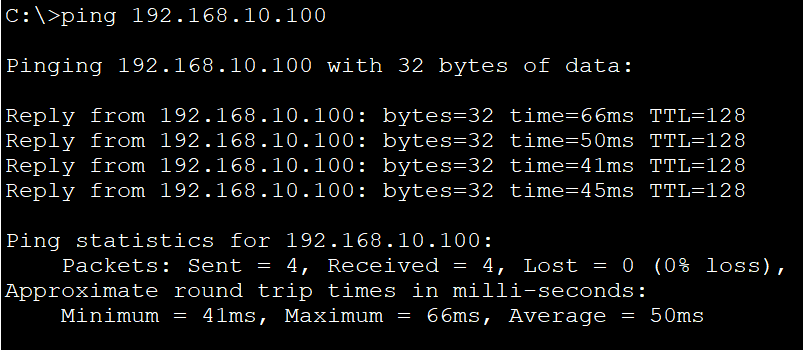 C:\>ping 192.168.10.100
Pinging 192.168.10.100 with 32 bytes of data:
Reply from 192.168.10.100: bytes=32 time=66ms TTL=128
Reply from 192.168.10.100: bytes=32 time=50ms TTL=128
Reply from 192.168.10.100: bytes=32 time=41ms TTL=128
Reply from 192.168.10.100: bytes=32 time=45ms TTL=128
Ping statistics for 192.168.10.100:
    Packets: Sent = 4, Received = 4, Lost = 0 (0% loss),
Approximate round trip times in milli-seconds:
    Minimum = 41ms, Maximum = 66ms, Average = 50ms